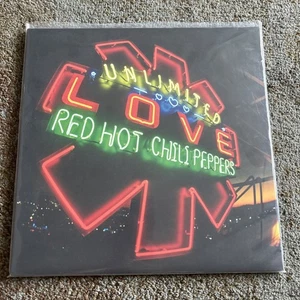 UNLIMITED
LOVE
RED HOT CHILI PEPPERS